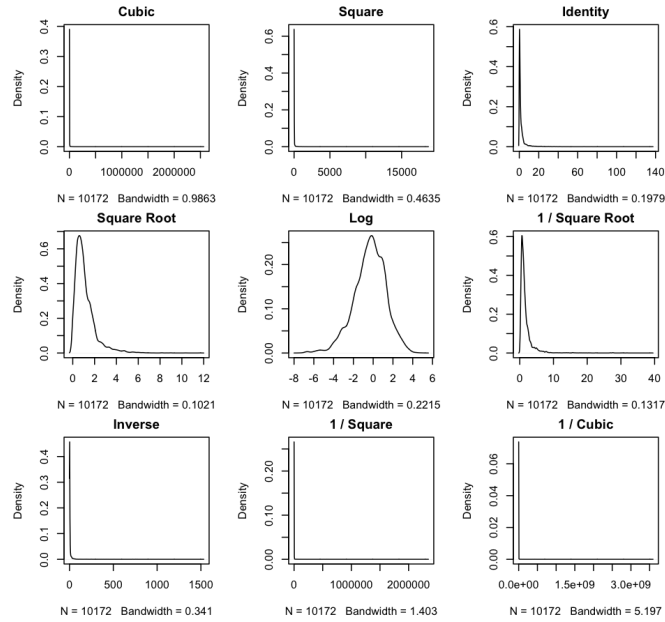 Cubic
Density
0.0 0.1 0.2 0.3 0.4
0 1000000 2000000
N = 10172 Bandwidth = 0.9863
Square
Density
0.0 0.2 0.4 0.6
0 5000 15000
N = 10172 Bandwidth = 0.4635
Identity
Density
0.0 0.2 0.4 0.6
0 20 60 100 140
N = 10172 Bandwidth = 0.1979
Square Root
Density
0.0 0.2 0.4 0.6
0 2 4 6 8 10 12
N = 10172 Bandwidth = 0.1021
Log
Density
0.00 0.10 0.20
-8 -6 -4 -2 0 2 4 6
N = 10172 Bandwidth = 0.2215
1 / Square Root
Density
0.0 0.2 0.4 0.6
0 10 20 30 40
N = 10172 Bandwidth = 0.1317
Inverse
Density
0.0 0.1 0.2 0.3 0.4
0 500 1000 1500
N = 10172 Bandwidth = 0.341
1 / Square
Density
0.00 0.10 0.20
0 1000000 2000000
N = 10172 Bandwidth = 1.403
1 / Cubic
Density
0.00 0.02 0.04 0.06
0.0e+00 1.5e+09 3.0e+09
N = 10172 Bandwidth = 5.197